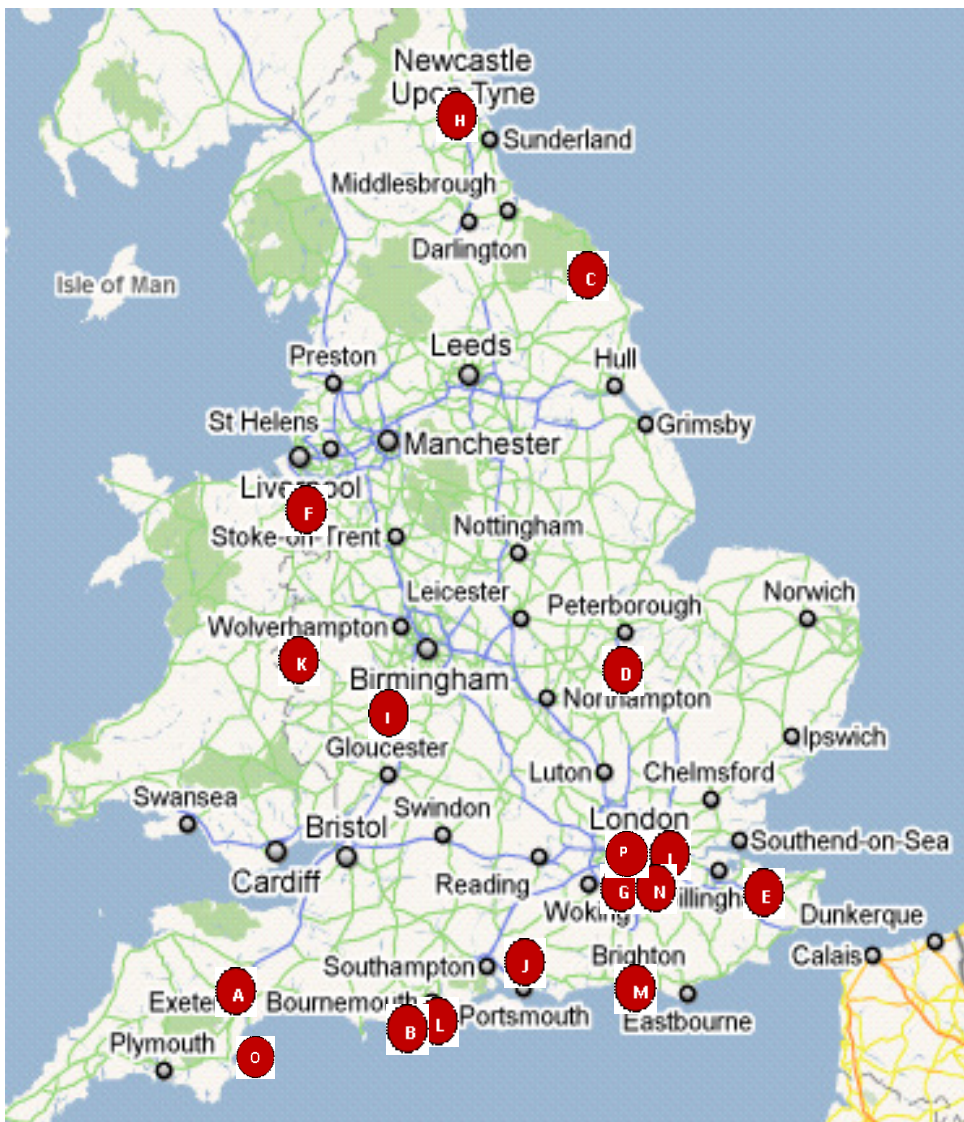 Newcastle
Upon Tyne
H
Sunderland
Middlesbrough
Darlington
C
Isle of Man
Leeds
Preston
Hull
St Helens
Grimsby
Manchester
Liverpool
F
Stoke-on-Trent
Nottingham
Leicester
Peterborough
Norwich
Wolverhampton
K
D
Birmingham
Northampton
I
Gloucester
Ipswich
Luton
Chelmsford
Swansea
Swindon
London
Bristol
Southend-on-Sea
P
Cardiff
Reading
G
N
E
Woking
illingh
Dunkerque
Southampton
J
Brighton
Calais
A
Exeter
Bournemouth
M
B
L
Portsmouth
Eastbourne
Plymouth
O